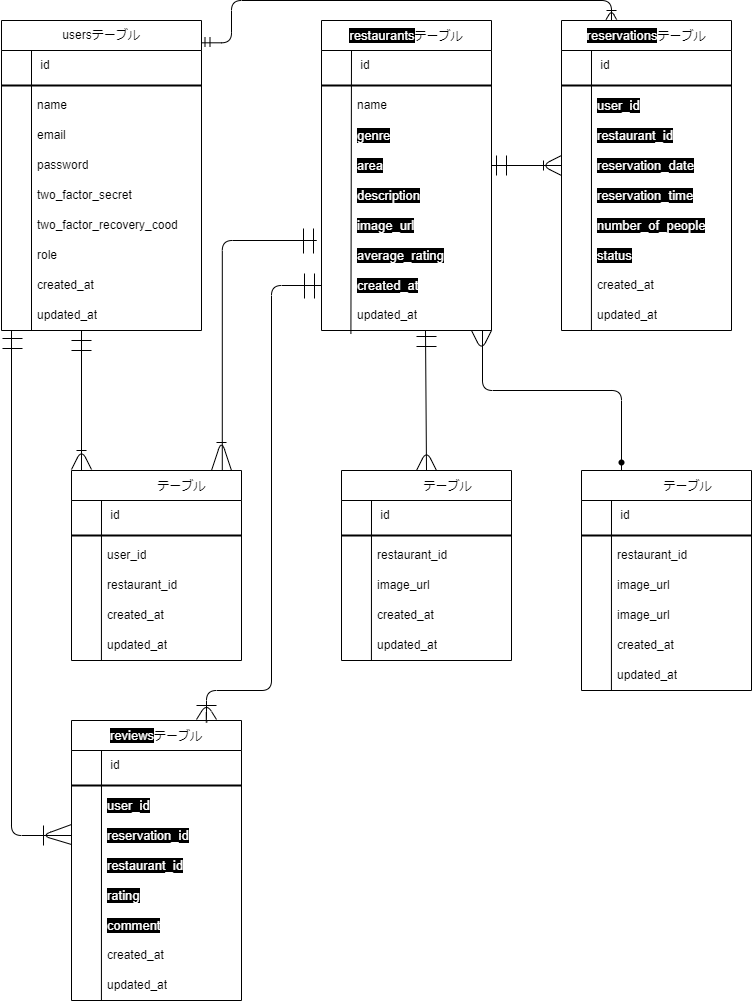 usersテーブル
id
name
email
password
two_factor_secret
two_factor_recovery_cood
role
created_at
updated_at
restaurantsテーブル
id
name
genre
area
description
image_url
average_rating
created_at
updated_at
reservationsテーブル
id
user_id
restaurant_id
reservation_date
reservation_time
number_of_people
status
created_at
updated_at
テーブル
id
user_id
restaurant_id
created_at
updated_at
テーブル
id
restaurant_id
image_url
created_at
updated_at
テーブル
id
restaurant_id
image_url
image_url
created_at
updated_at
reviewsテーブル
id
user_id
reservation_id
restaurant_id
rating
comment
created_at
updated_at